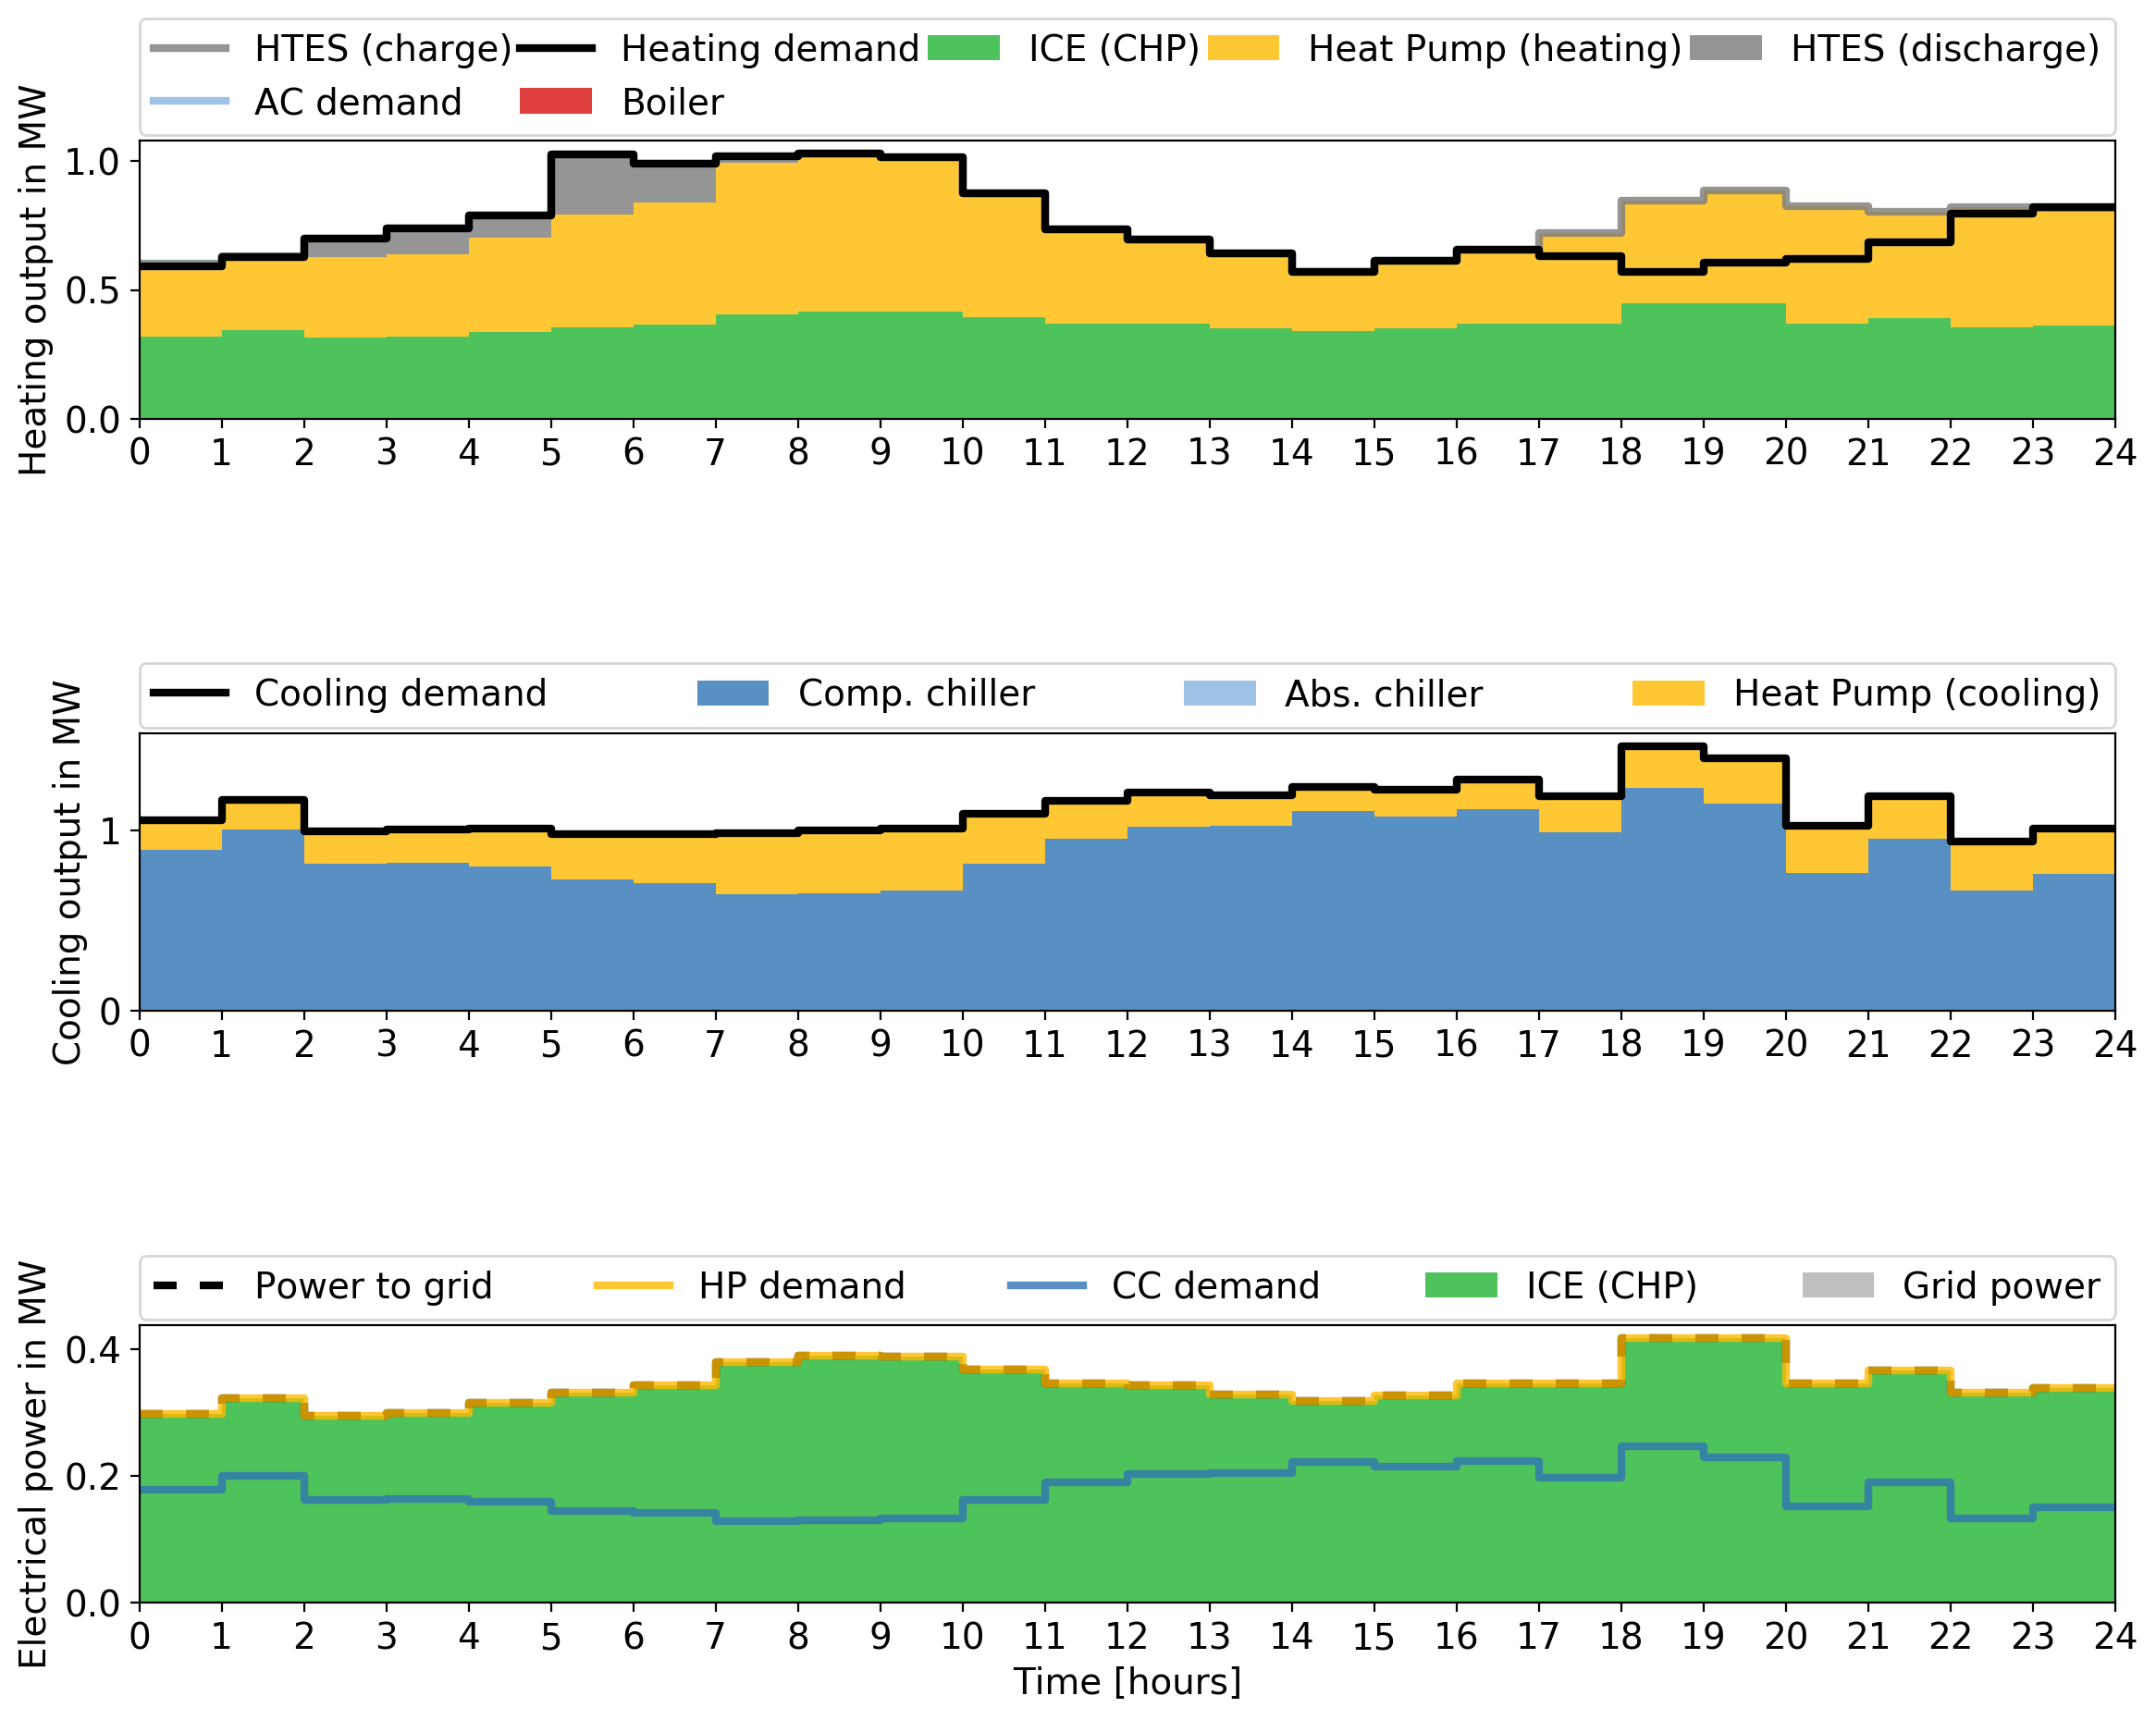 HTES (charge) Heating demand ICE (CHP) Heat Pump (heating) HTES (discharge)
AC demand Boiler
Heating output in MW
1.0
0.5
0.0
0 1 2 3 4 5 6 7 8 9 10 11 12 13 14 15 16 17 18 19 20 21 22 23 24
Cooling demand Comp. chiller Abs. chiller Heat Pump (cooling)
Cooling output in MW
1
0
0 1 2 3 4 5 6 7 8 9 10 11 12 13 14 15 16 17 18 19 20 21 22 23 24
Power to grid HP demand CC demand ICE (CHP) Grid power
Electrical power in MW
0.4
0.2
0.0
0 1 2 3 4 5 6 7 8 9 10 11 12 13 14 15 16 17 18 19 20 21 22 23 24
Time [hours]